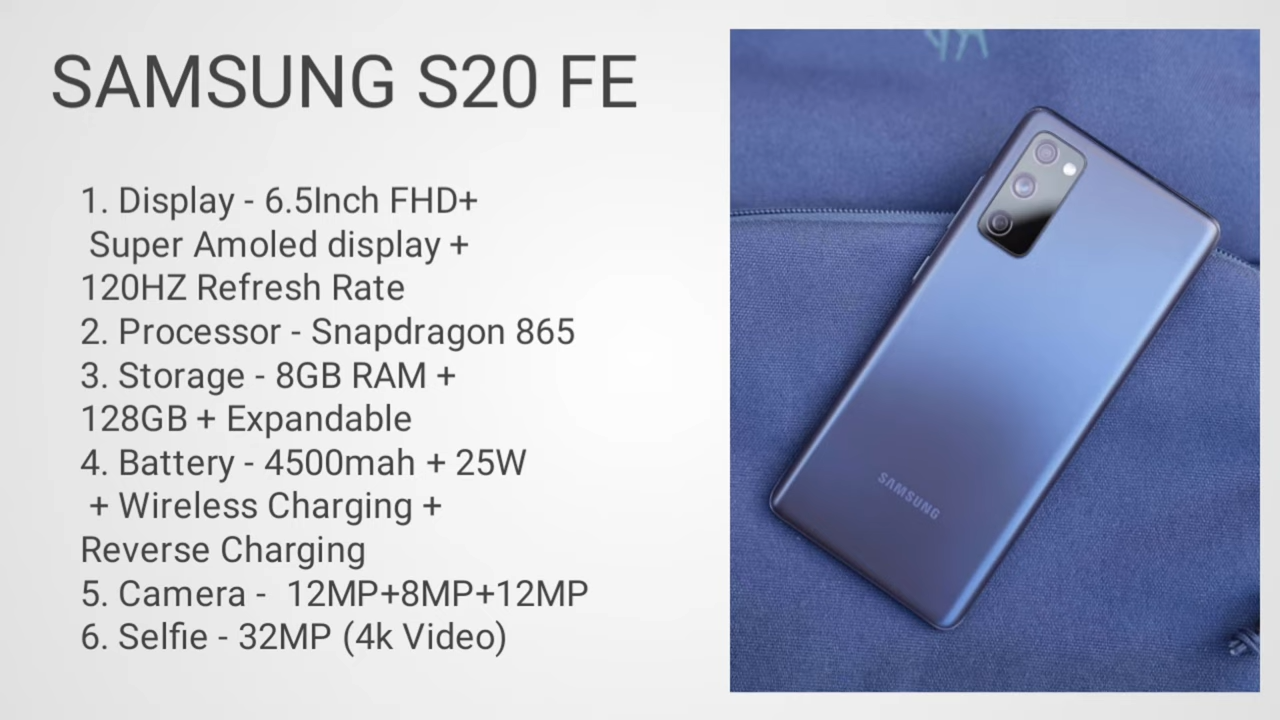 SAMSUNG S20 FE
1. Display - 6.5Inch FHD+
Super Amoled display +
120HZ Refresh Rate
2. Processor - Snapdragon 865
3. Storage - 8GB RAM +
128GB + Expandable
4. Battery - 4500mah + 25W
+ Wireless Charging +
Reverse Charging
5. Camera -  12MP+8MP+12MP
6. Selfie - 32MP (4k Video)
SAMSUNG